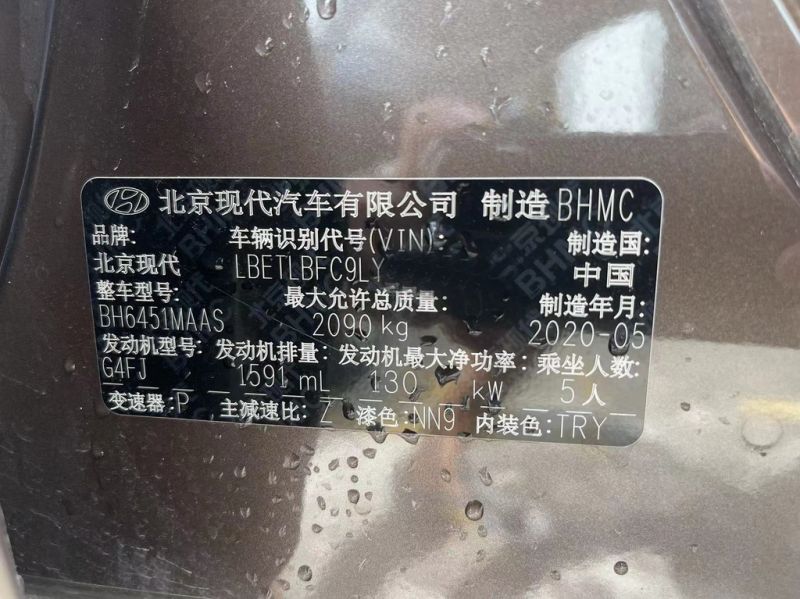 北京现代汽车有限公司 制造 BHMC
品牌: 车辆识别代号(VIN): 制造国:
北京现代 LBETLBFC9LY 中国
整车型号: 最大允许总质量: 制造年月:
BH6451MAAS 2090 kg 2020-05
发动机型号: 发动机排量: 发动机最大净功率: 乘坐人数:
G4FJ 1591 mL 130 kW 5人
变速器:P 主减速比: Z 漆色:NN9 内装色:TRY